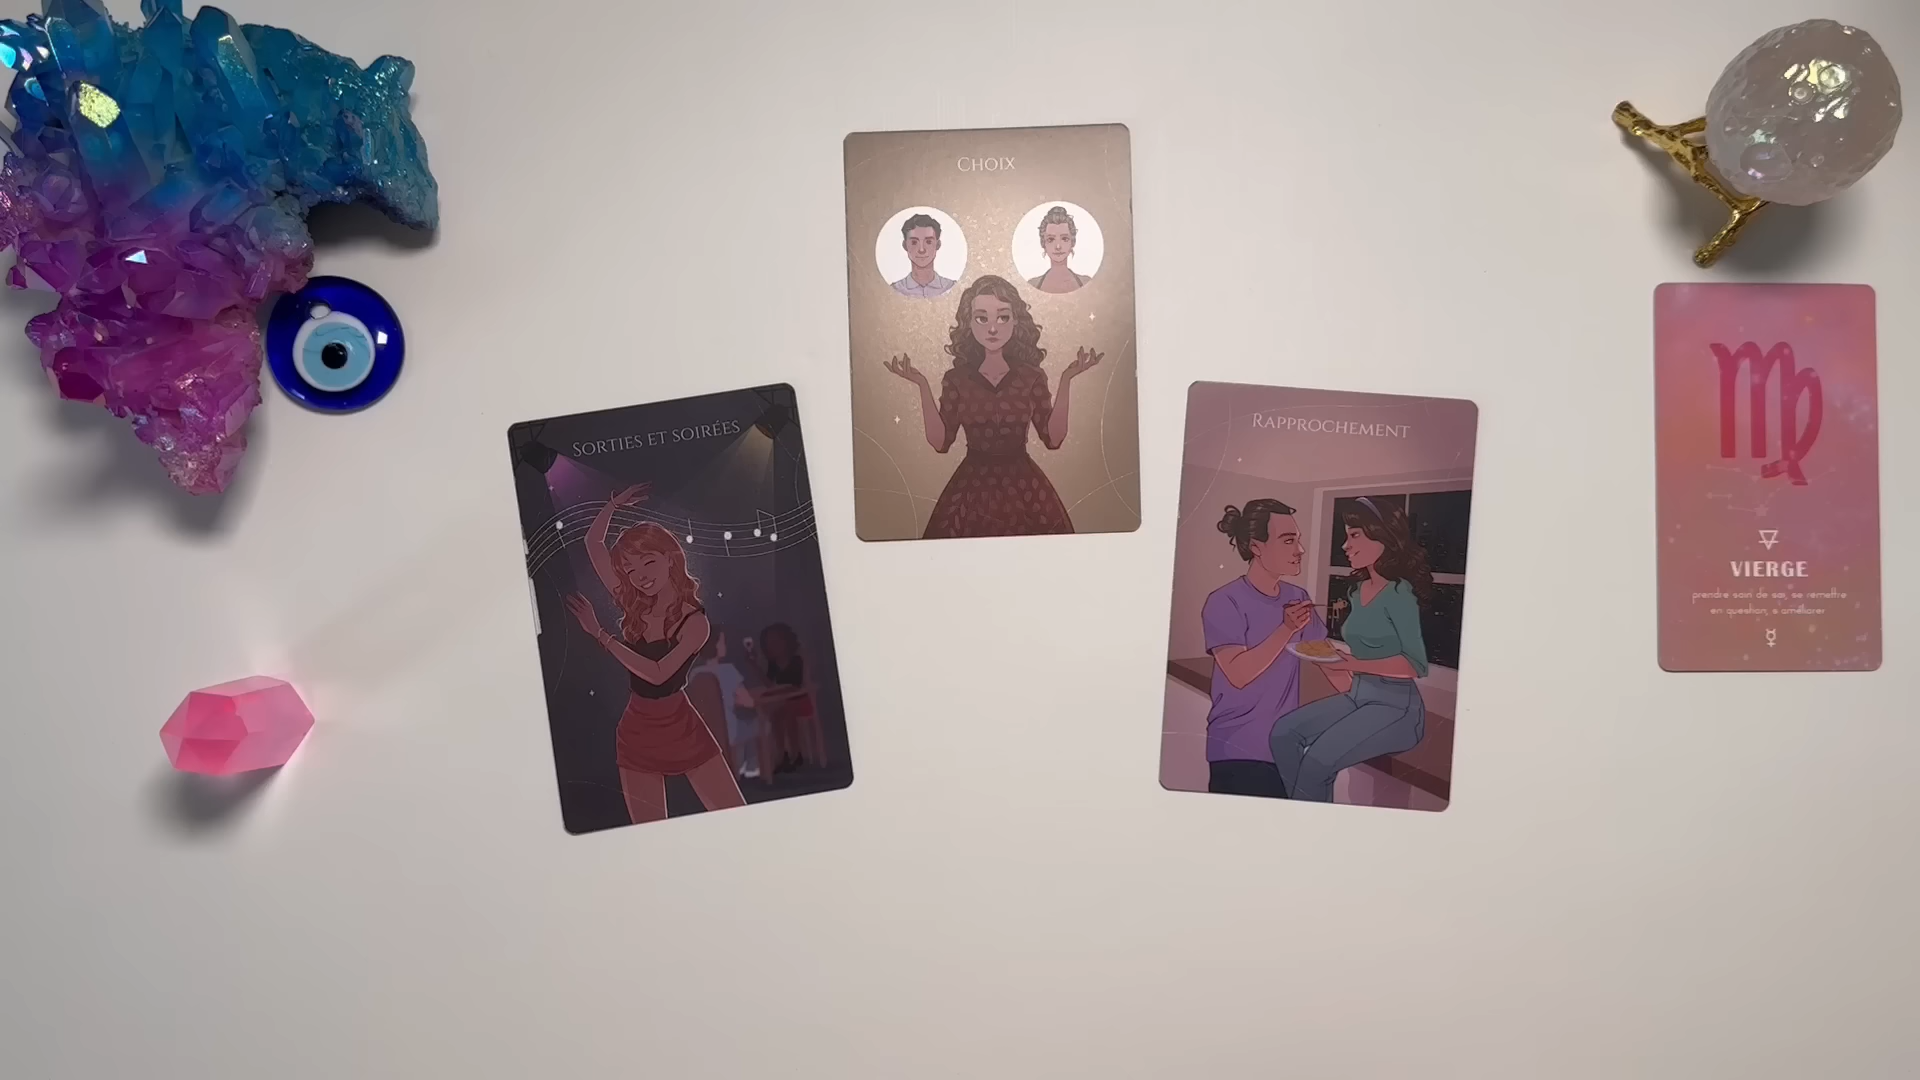 Choix
Sorties et soirées
Rapprochement
VIERGE
prendre soin de soi, se remettre
en question, s améliorer